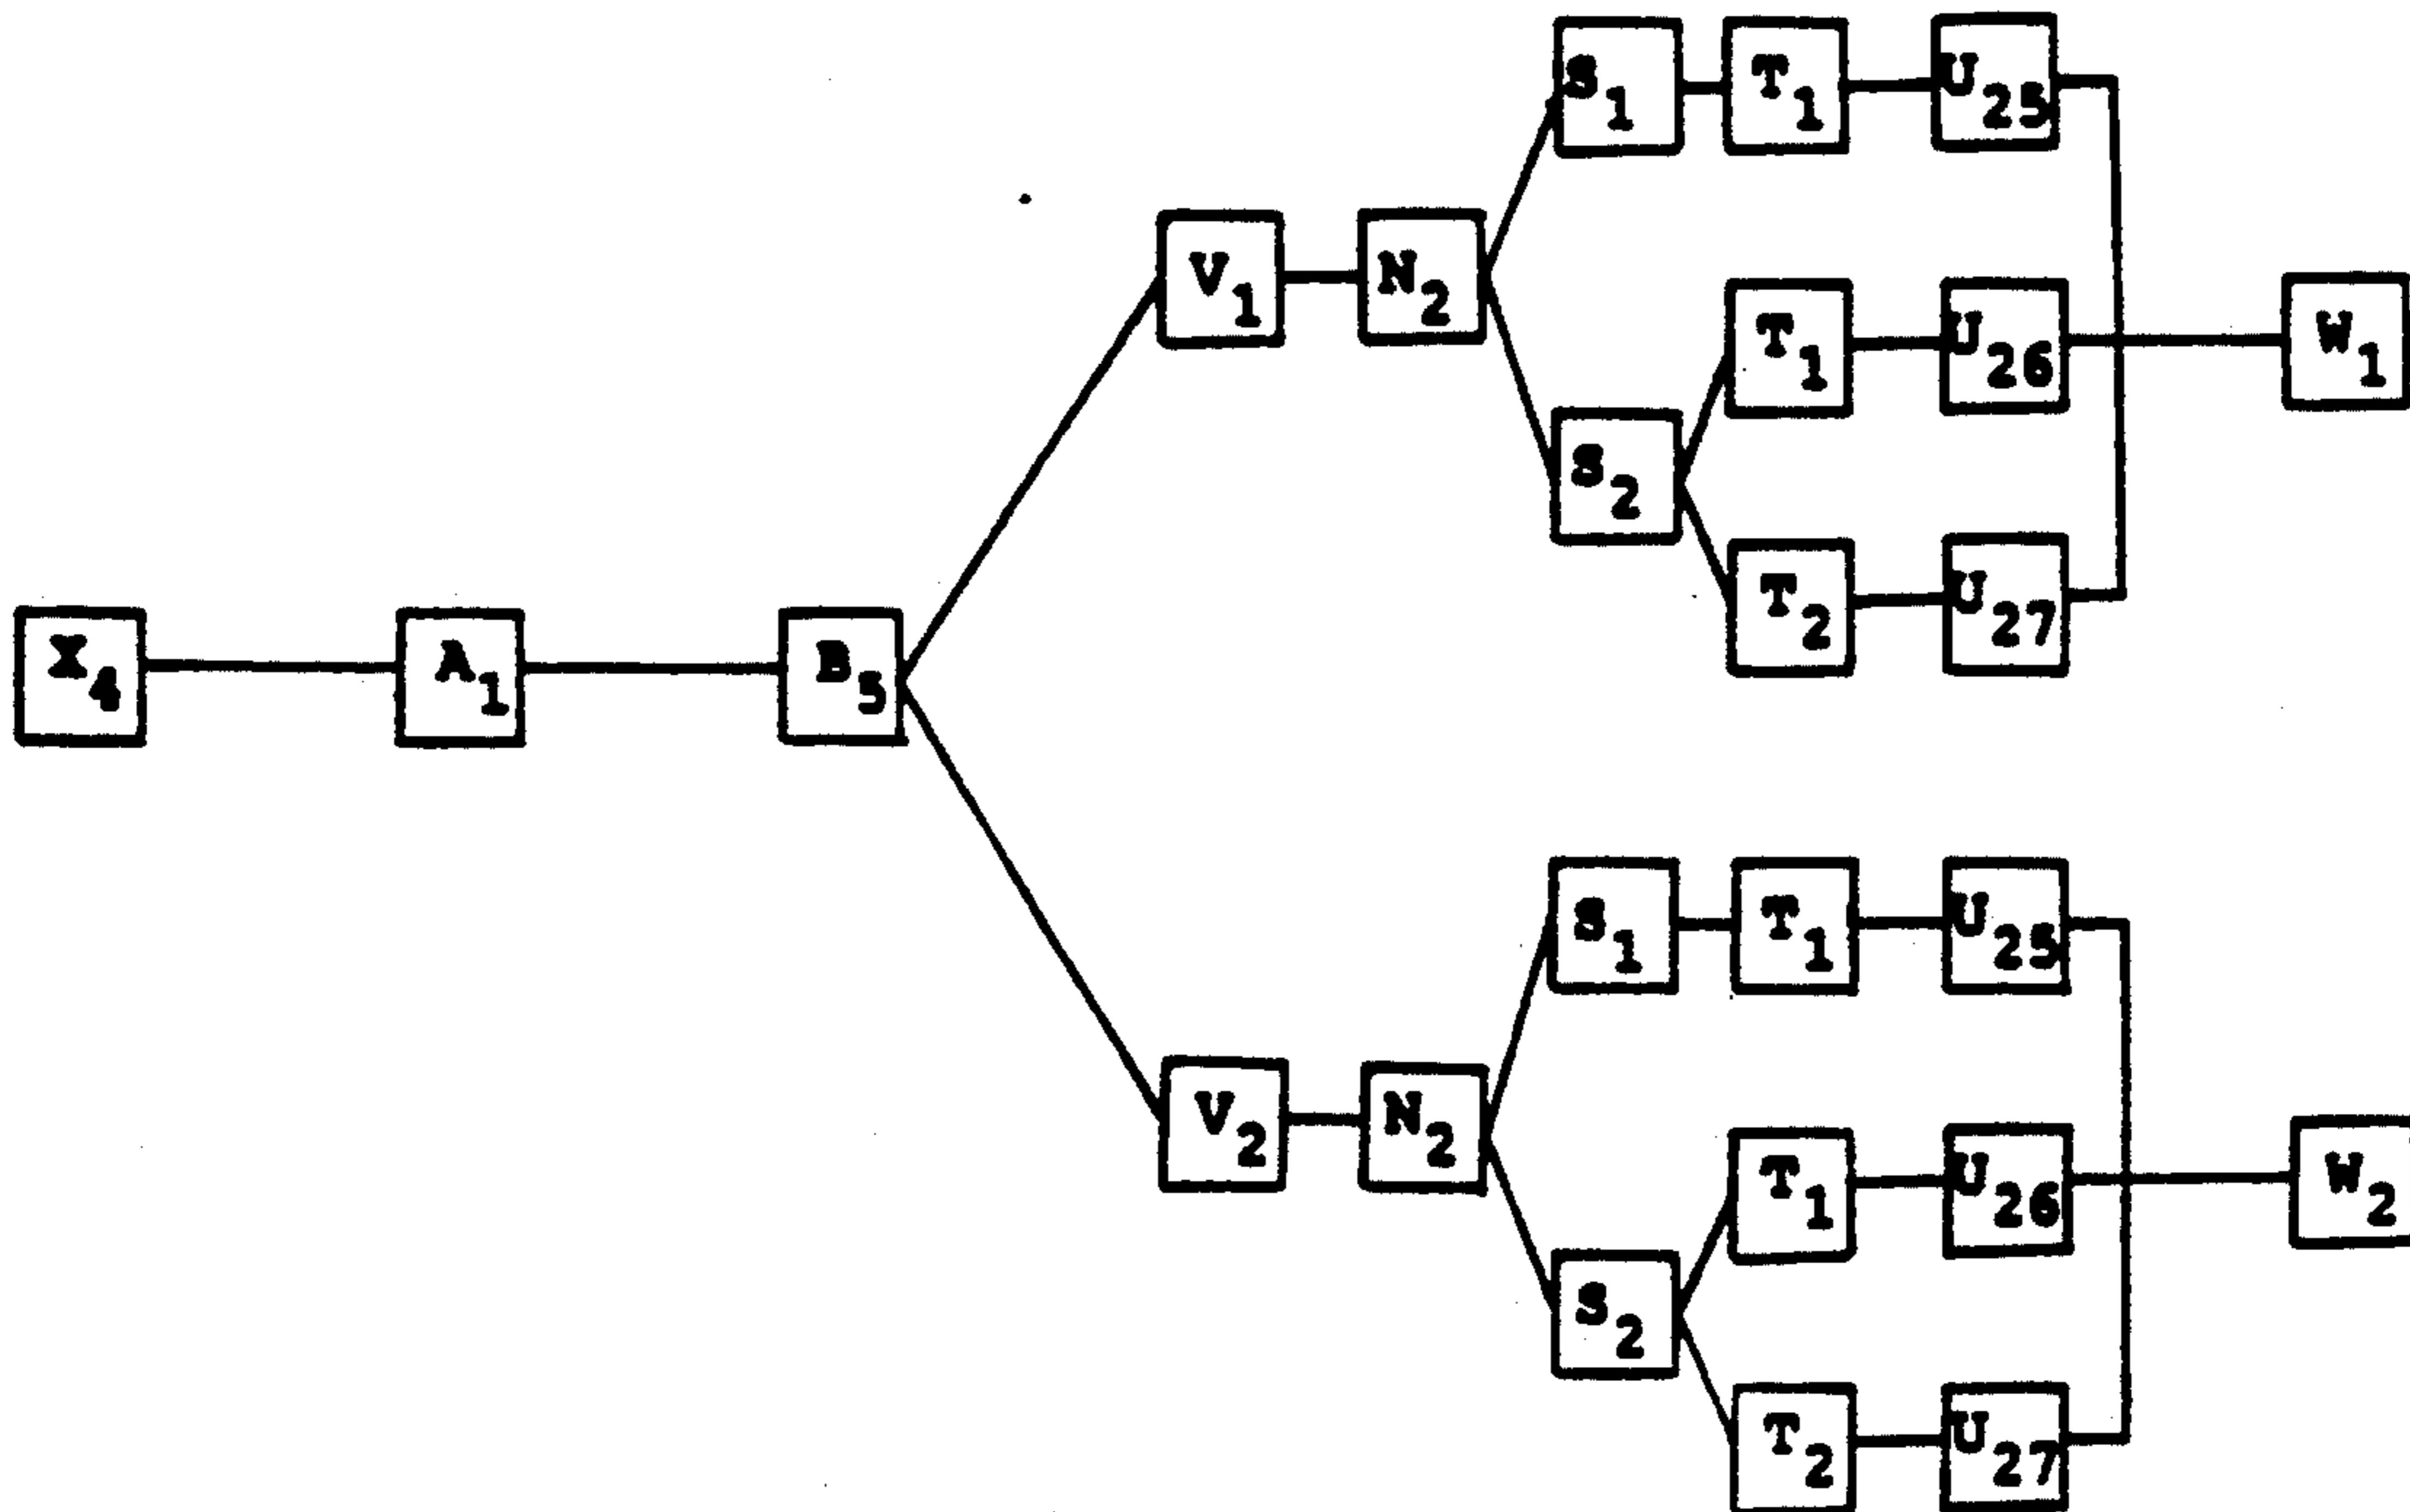 S1 T1 U25
V1 N2
T1 U26 W1
S2
T2 U27
X4 A1 B5
S1 T1 U25
V2 N2
T1 U26 W2
S2
T2 U27